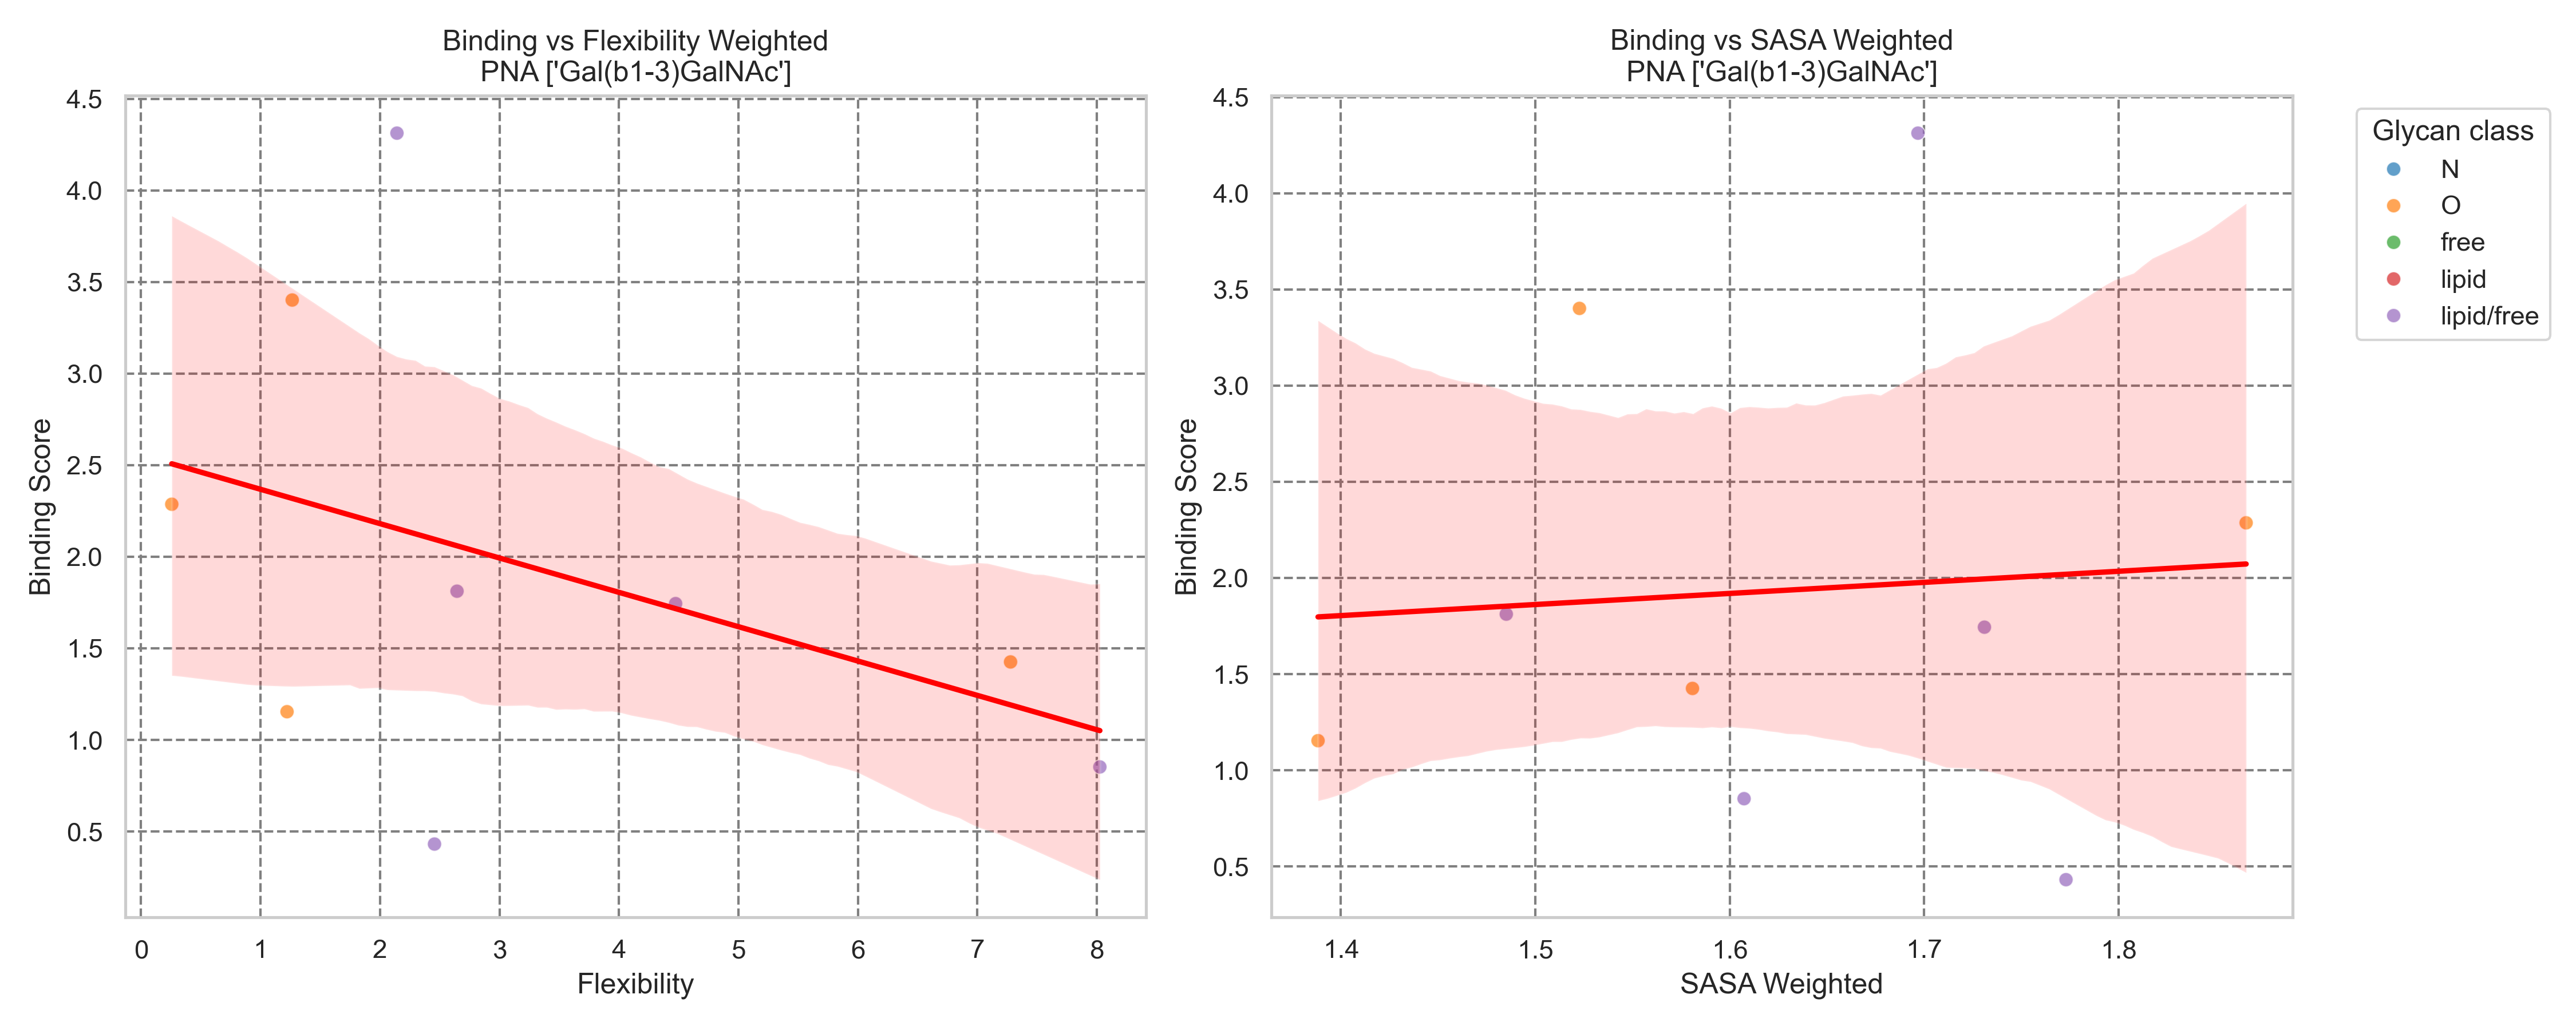 Binding vs Flexibility Weighted
PNA ['Gal(b1-3)GalNAc']
4.5
4.0
3.5
3.0
2.5
2.0
1.5
1.0
0.5
Binding Score
0 1 2 3 4 5 6 7 8
Flexibility
Binding vs SASA Weighted
PNA ['Gal(b1-3)GalNAc']
4.5
4.0
3.5
3.0
2.5
2.0
1.5
1.0
0.5
Binding Score
1.4 1.5 1.6 1.7 1.8
SASA Weighted
Glycan class
N
O
free
lipid
lipid/free